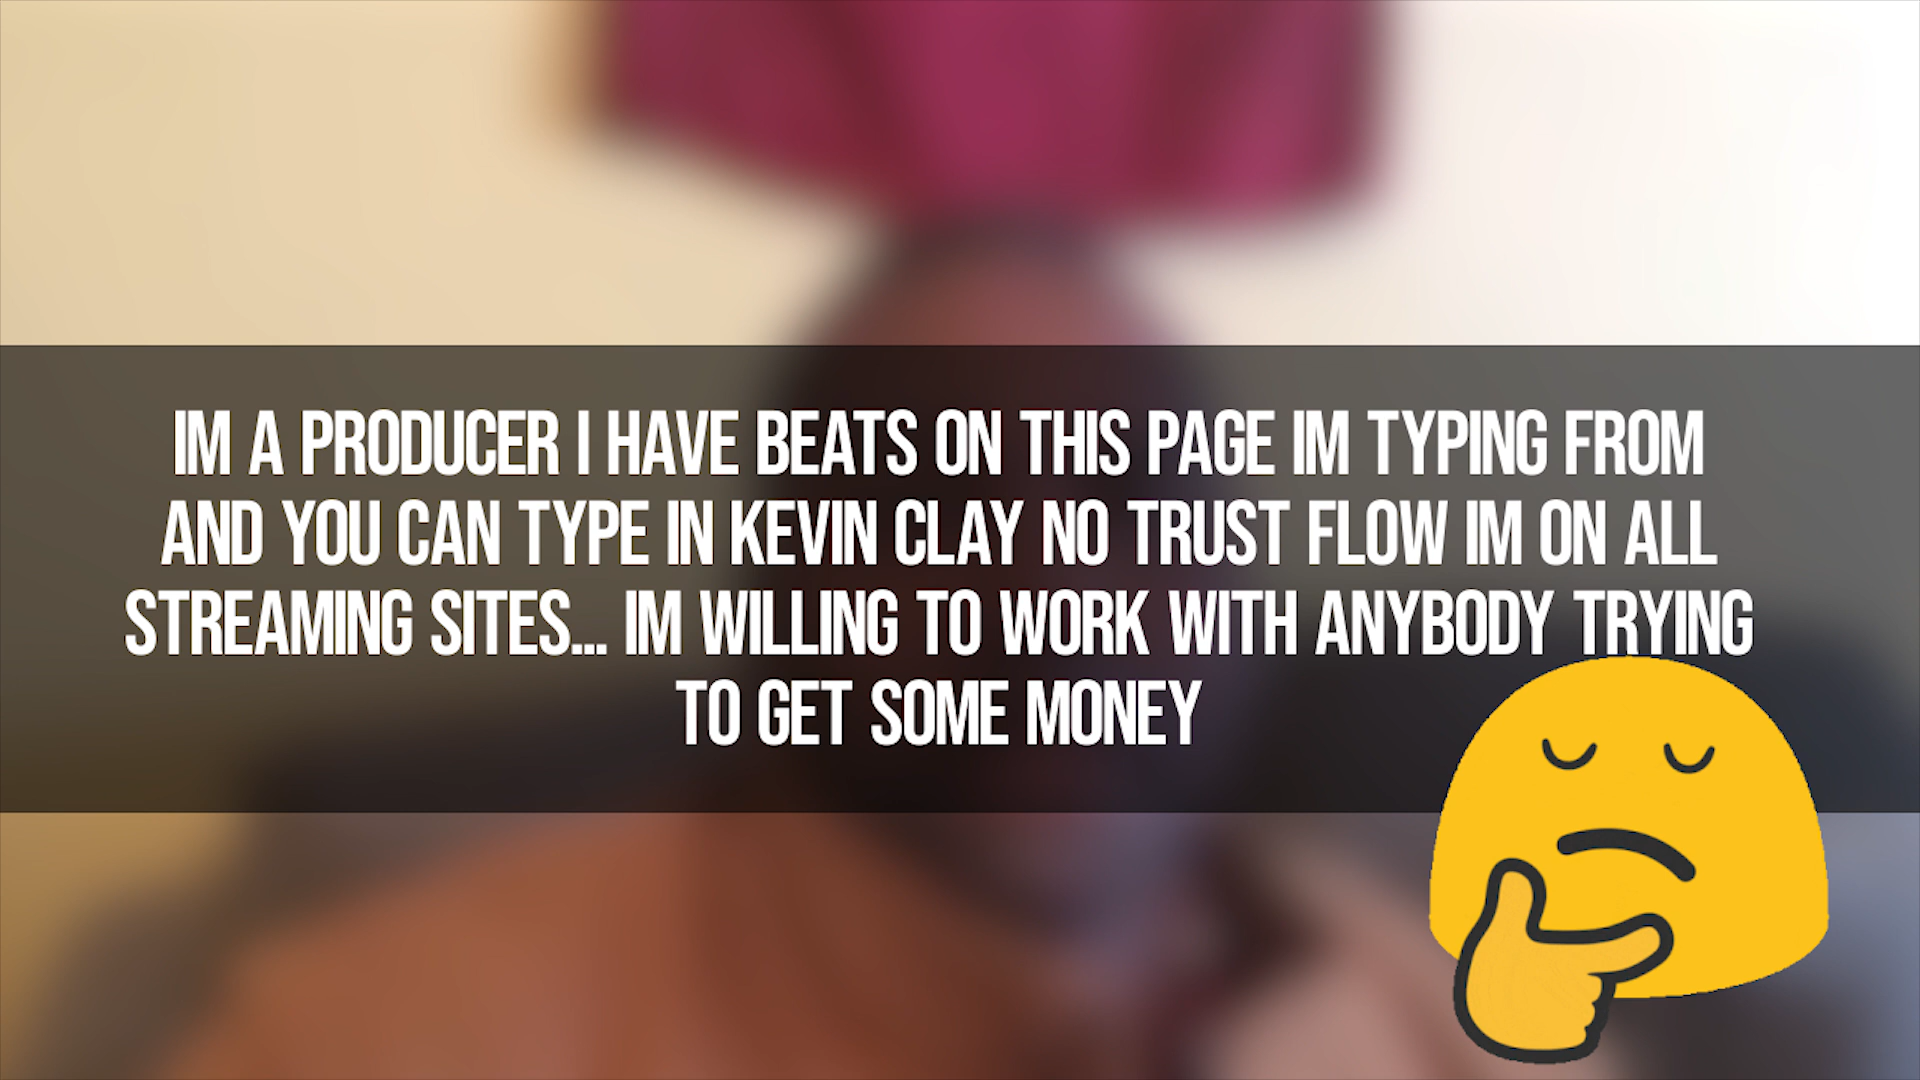 IM A PRODUCER I HAVE BEATS ON THIS PAGE IM TYPING FROM
AND YOU CAN TYPE IN KEVIN CLAY NO TRUST FLOW IM ON ALL
STREAMING SITES... IM WILLING TO WORK WITH ANYBODY TRYING
TO GET SOME MONEY